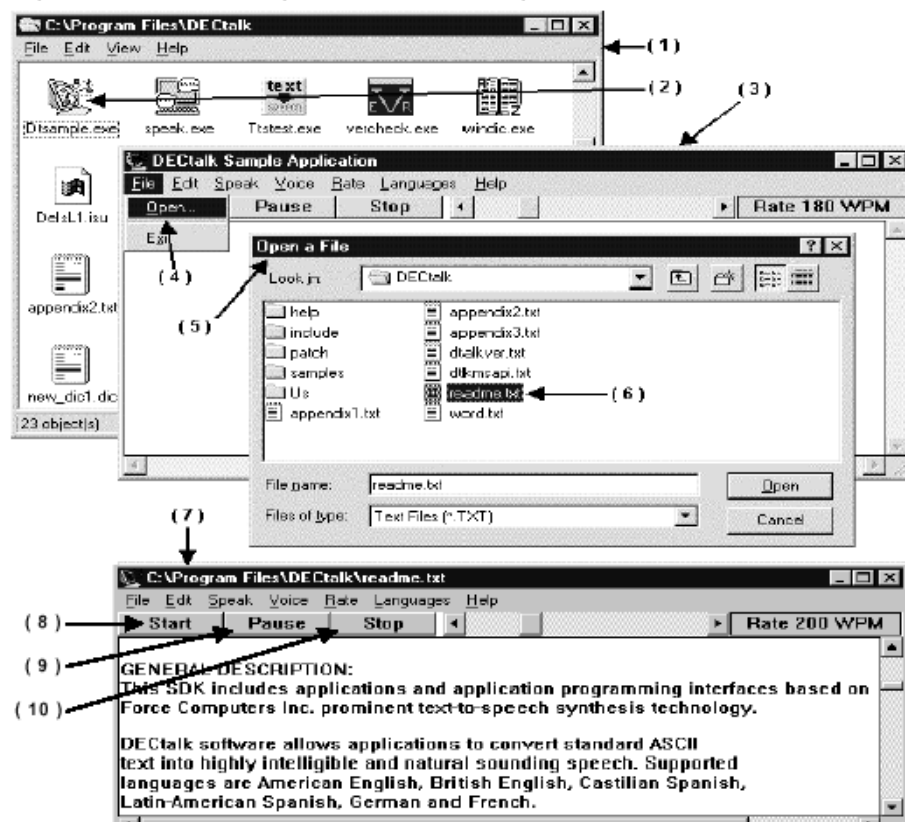 C:\Program Files\DECtalk
File Edit View Help
( 1 )
( 2 )
( 3 )
Dtsample.exe speak.exe Ttstest.exe vercheck.exe windic.exe
DeIsL1.isu
appendix2.txt
new_dic1.dic
23 object(s)
DECtalk Sample Application
File Edit Speak Voice Rate Languages Help
Open... Pause Stop Rate 180 WPM
Exit
( 4 )
( 5 )
Open a File
Look in: DECtalk
help appendix2.txt
include appendix3.txt
patch dtalkver.txt
samples dtkmsapi.txt
Us readme.txt ( 6 )
appendix1.txt word.txt
File name: readme.txt Open
Files of type: Text Files (*.TXT) Cancel
( 7 )
C:\Program Files\DECtalk\readme.txt
File Edit Speak Voice Rate Languages Help
( 8 ) Start Pause Stop Rate 200 WPM
( 9 )
( 10 )
GENERAL DESCRIPTION:
This SDK includes applications and application programming interfaces based on
Force Computers Inc. prominent text-to-speech synthesis technology.
DECtalk software allows applications to convert standard ASCII
text into highly intelligible and natural sounding speech. Supported
languages are American English, British English, Castilian Spanish,
Latin-American Spanish, German and French.